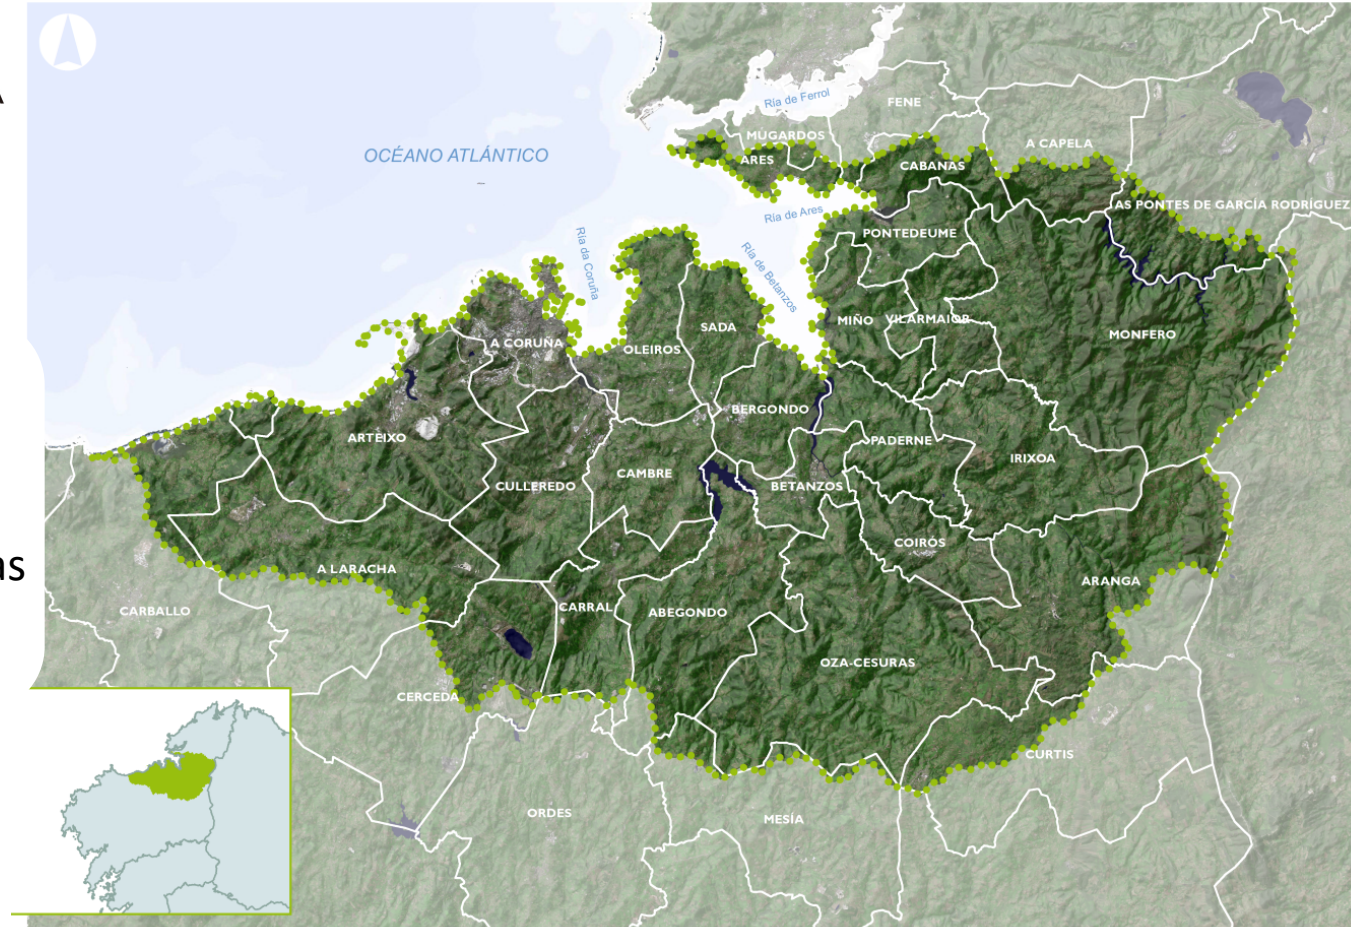 FENE
Ría de Ferrol
MUGARDOS
A CAPELA
OCÉANO ATLÁNTICO
ARES
CABANAS
AS PONTES DE GARCÍA RODRÍGUEZ
Ría de Ares
PONTEDEUME
Ría da Coruña
Ría de Betanzos
MIÑO
VILARMAIOR
SADA
MONFERO
A CORUÑA
OLEIROS
BERGONDO
ARTEIXO
PADERNE
IRIXOA
CAMBRE
CULLEREDO
BETANZOS
COIRÓS
as
A LARACHA
ARANGA
CARBALLO
CARRAL
ABEGONDO
OZA-CESURAS
CERCEDA
CURTIS
ORDES
MESÍA